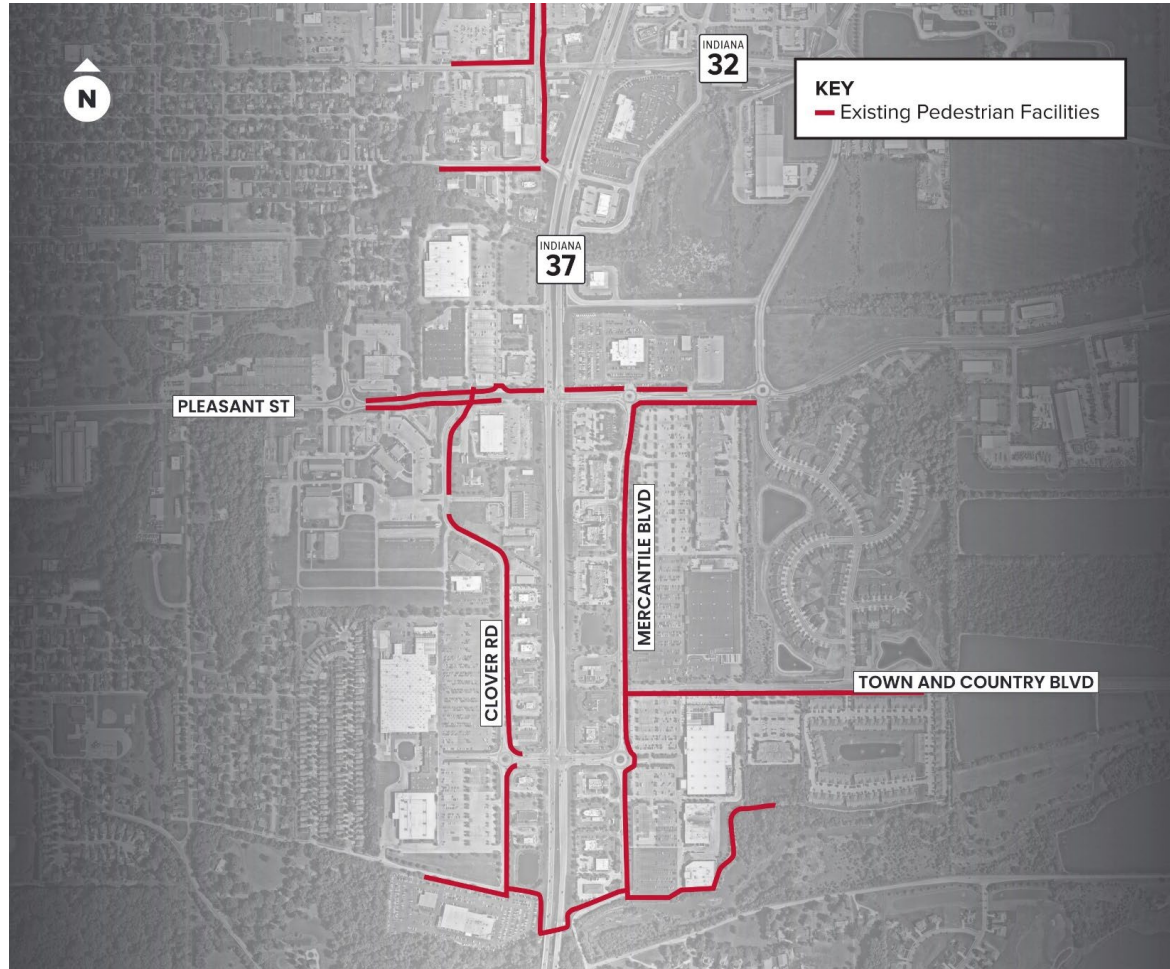 N
INDIANA
32
KEY
Existing Pedestrian Facilities
INDIANA
37
PLEASANT ST
MERCANTILE BLVD
CLOVER RD
TOWN AND COUNTRY BLVD